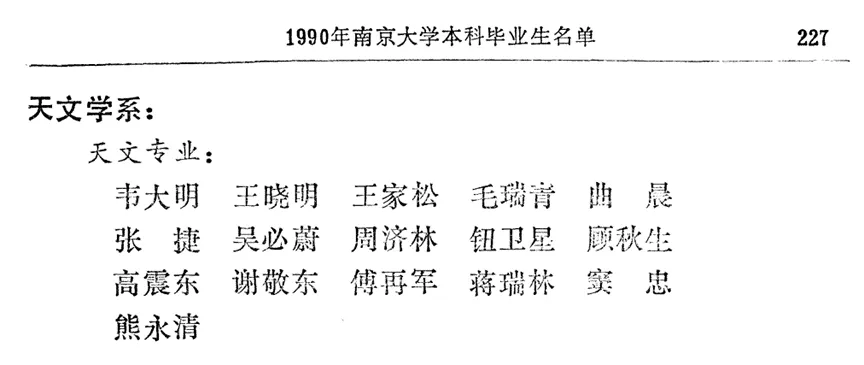 1990年南京大学本科毕业生名单 227
天文学系：
天文专业：
韦大明 王晓明 王家松 毛瑞青 曲 晨
张 捷 吴必蔚 周济林 钮卫星 顾秋生
高震东 谢敬东 傅再军 蒋瑞林 窦 忠
熊永清